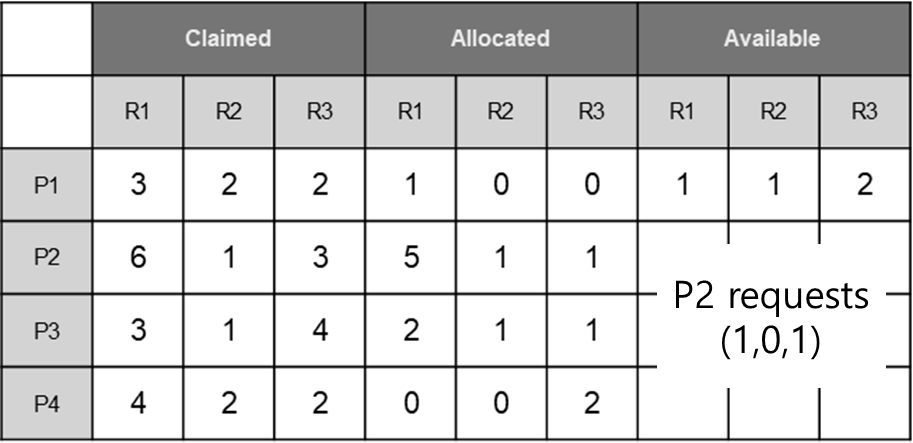 Claimed Allocated Available
R1 R2 R3 R1 R2 R3 R1 R2 R3
P1 3 2 2 1 0 0 1 1 2
P2 6 1 3 5 1 1
P2 requests
(1,0,1)
P3 3 1 4 2 1 1
P4 4 2 2 0 0 2